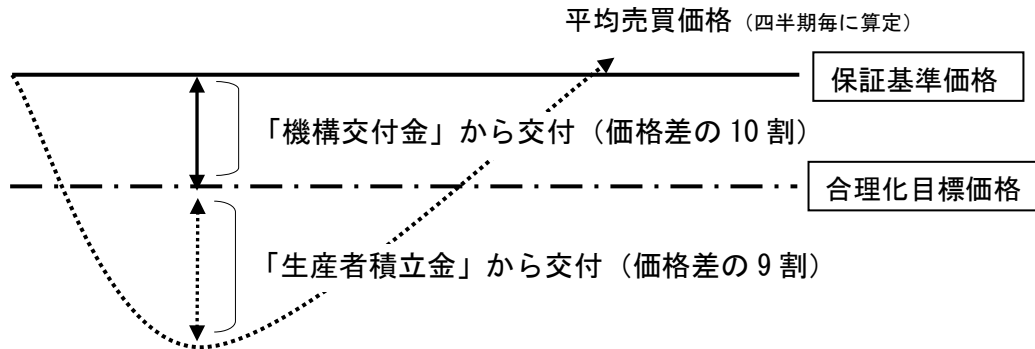 平均売買価格（四半期毎に算定）
保証基準価格
「機構交付金」から交付（価格差の 10 割）
合理化目標価格
「生産者積立金」から交付（価格差の 9 割）